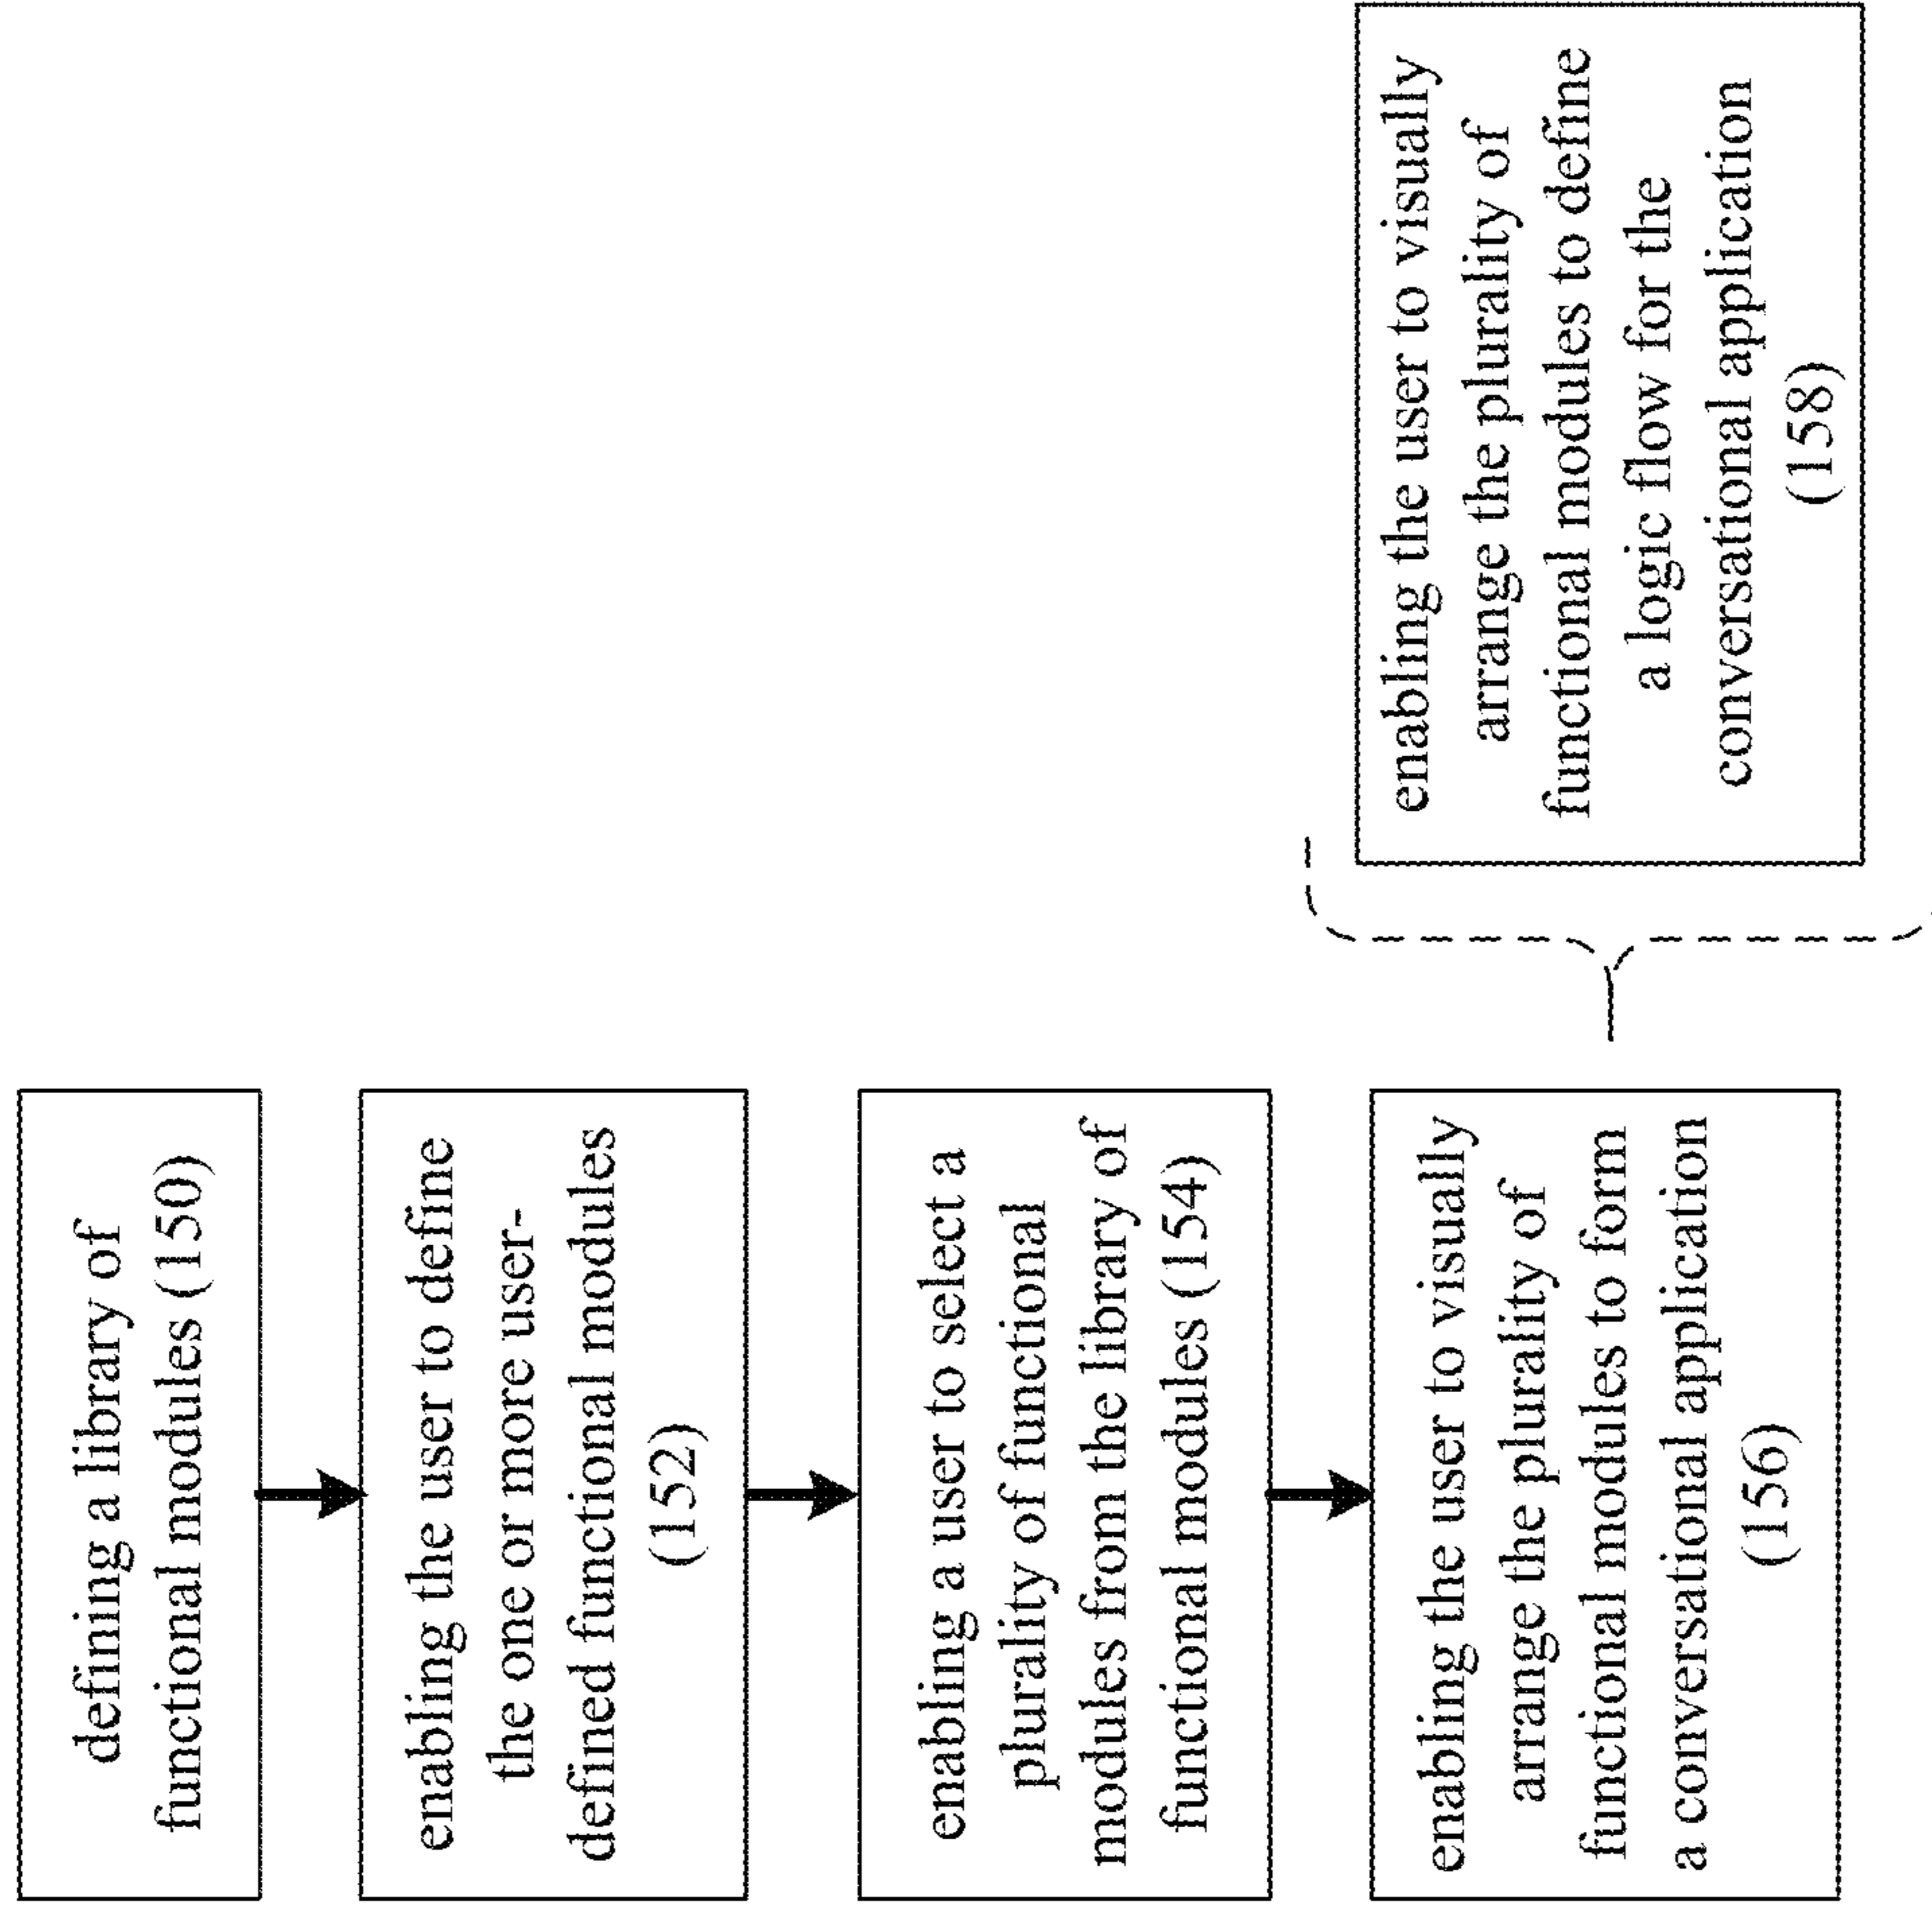 defining a library of
functional modules (150)
enabling the user to define
the one or more user-
defined functional modules
(152)
enabling a user to select a
plurality of functional
modules from the library of
functional modules (154)
enabling the user to visually
arrange the plurality of
functional modules to form
a conversational application
(156)
enabling the user to visually
arrange the plurality of
functional modules to define
a logic flow for the
conversational application
(158)